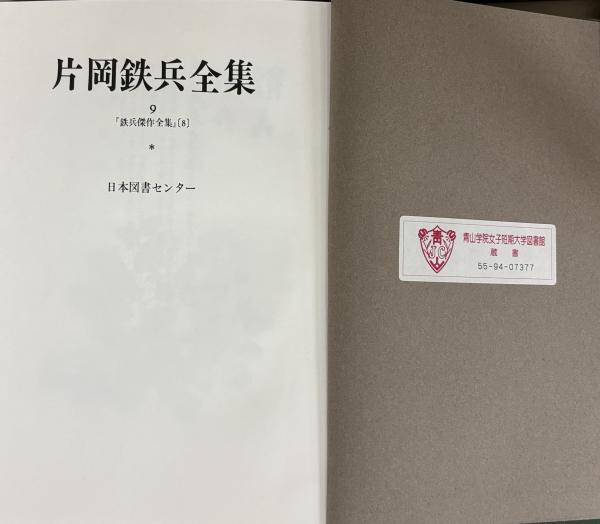 片岡鉄兵全集
9
『鉄兵傑作全集』〔8〕
*
日本図書センター
青山学院女子短期大学図書館
蔵書
55-94-07377
青
JC